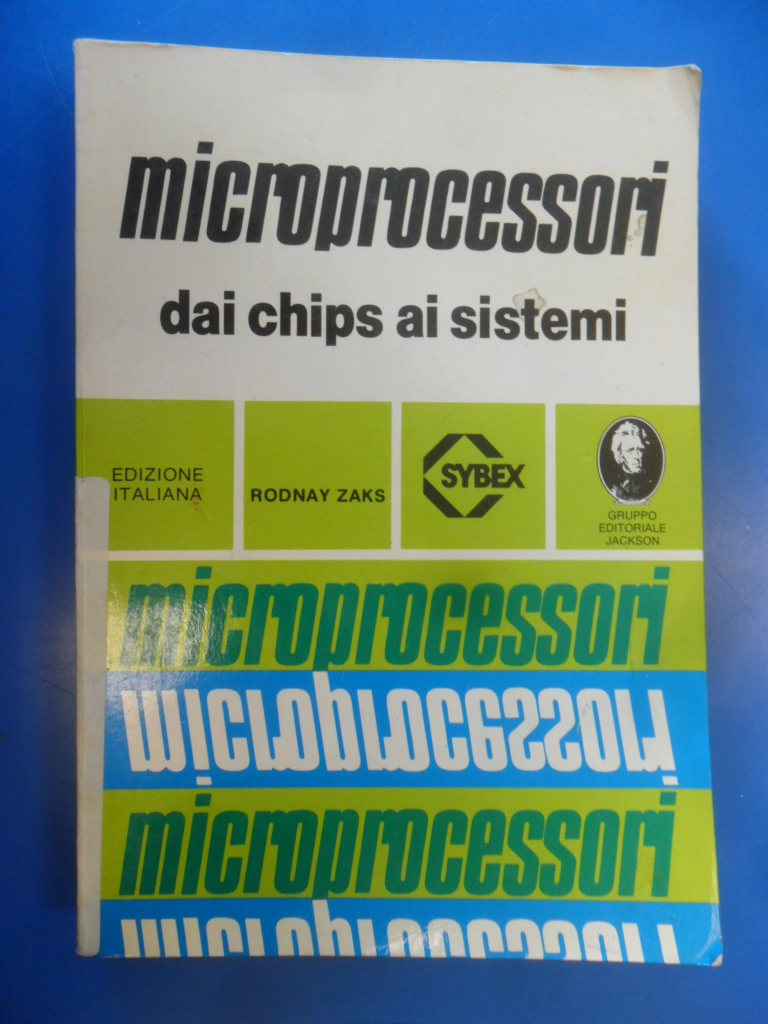 microprocessori
dai chips ai sistemi
EDIZIONE
ITALIANA
RODNAY ZAKS
SYBEX
GRUPPO
EDITORIALE
JACKSON
microprocessori
microprocessori
microprocessori
microprocessori